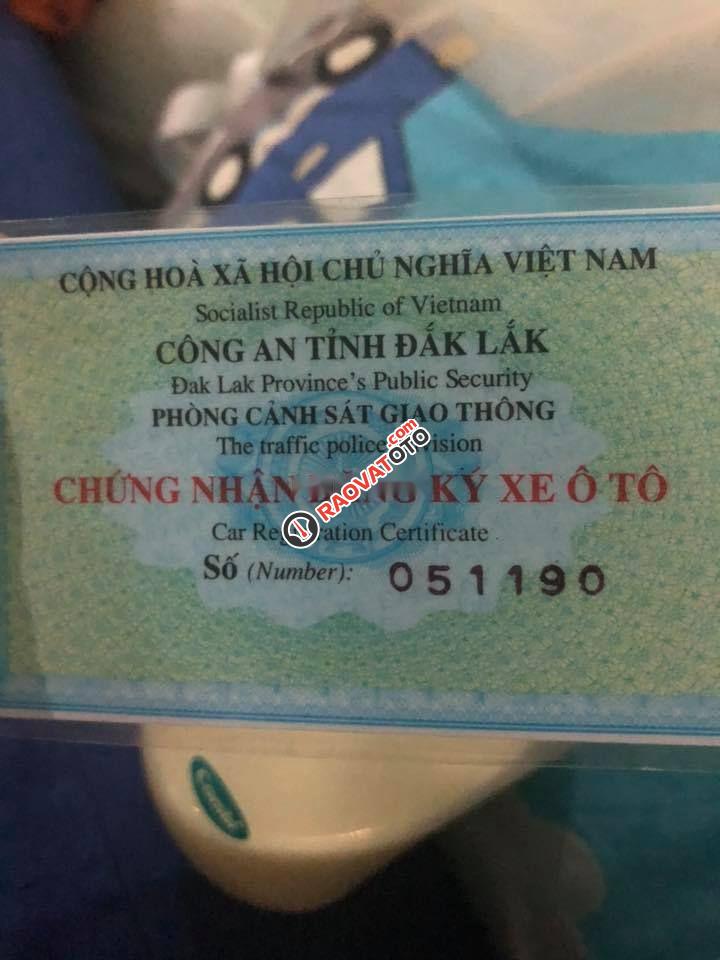 CỘNG HOÀ XÃ HỘI CHỦ NGHĨA VIỆT NAM
Socialist Republic of Vietnam
CÔNG AN TỈNH ĐẮK LẮK
Đak Lak Province's Public Security
PHÒNG CẢNH SÁT GIAO THÔNG
The traffic police
CHỨNG NHẬN KÝ XE Ô TÔ
RAOVATOTO.com
Car Certificate
Số (Number): 051190